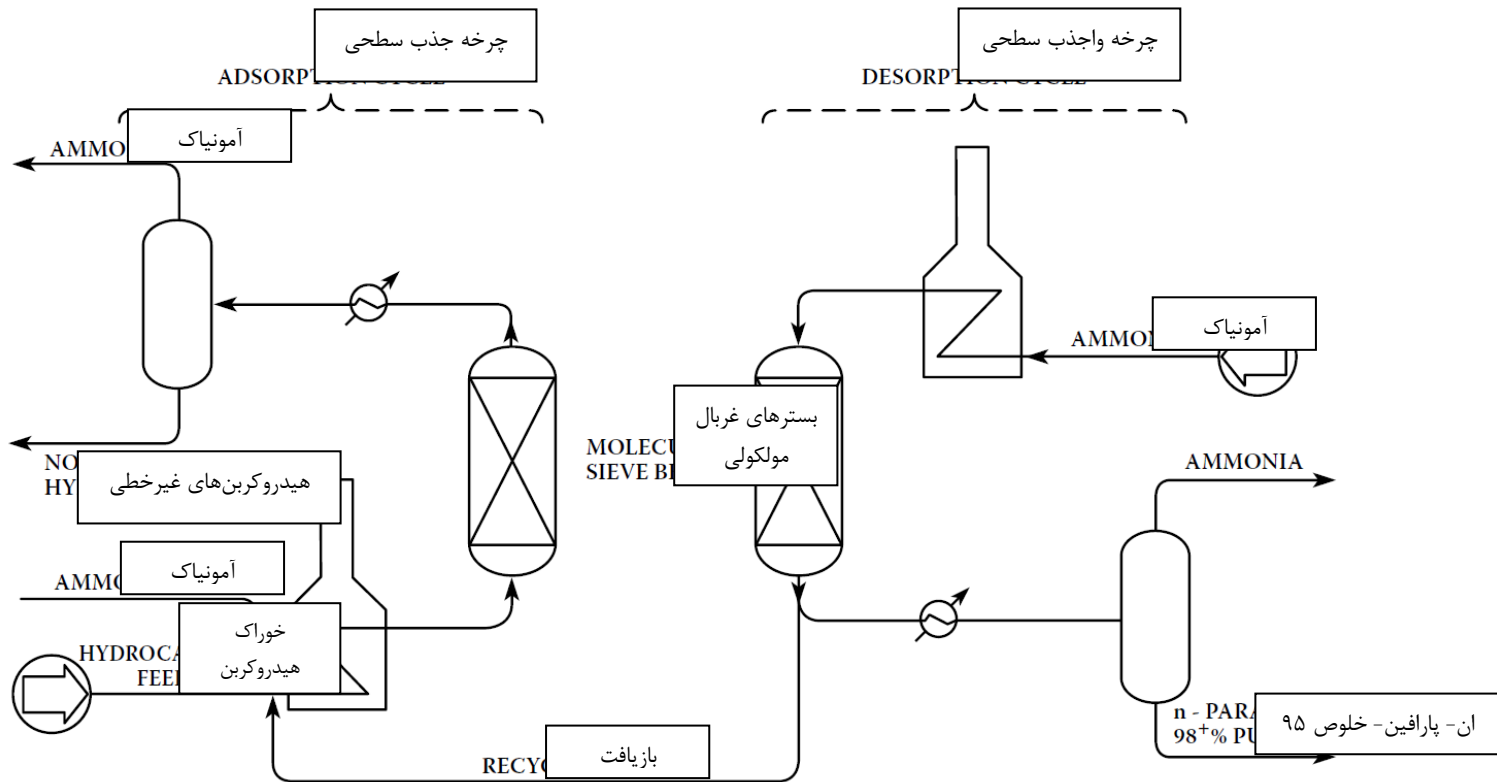 چرخه جذب سطحی
ADSORPTION CYCLE
چرخه واجذب سطحی
DESORPTION CYCLE
آمونیاک
AMMO
آمونیاک
AMMON
بسترهای غربال
مولکولی
MOLECU
SIEVE B
AMMONIA
NO
HY
هیدروکربن‌های غیرخطی
آمونیاک
AMMO
خوراک
هیدروکربن
HYDROCA
FEE
n - PARA
98+% PU
ان- پارافین- خلوص ۹۵
RECYC
بازیافت